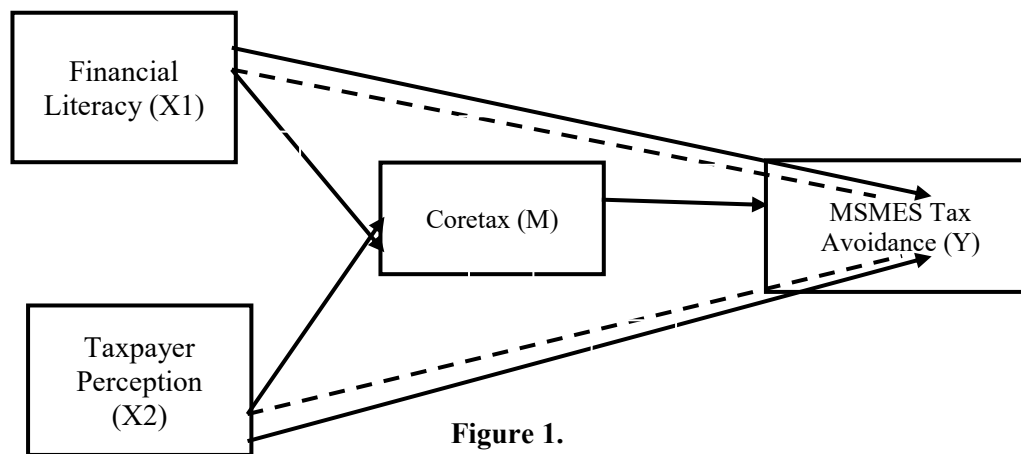 Financial
Literacy (X1)
Coretax (M)
MSMES Tax
Avoidance (Y)
Taxpayer
Perception
(X2)
Figure 1.